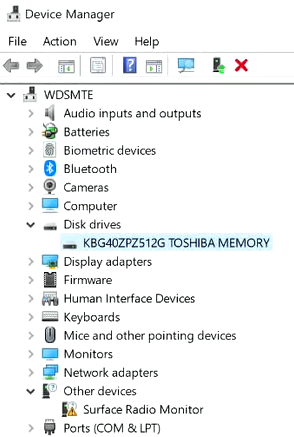 Device Manager
File Action View Help
WDSMTE
Audio inputs and outputs
Batteries
Biometric devices
Bluetooth
Cameras
Computer
Disk drives
KBG40ZPZ512G TOSHIBA MEMORY
Display adapters
Firmware
Human Interface Devices
Keyboards
Mice and other pointing devices
Monitors
Network adapters
Other devices
Surface Radio Monitor
Ports (COM & LPT)